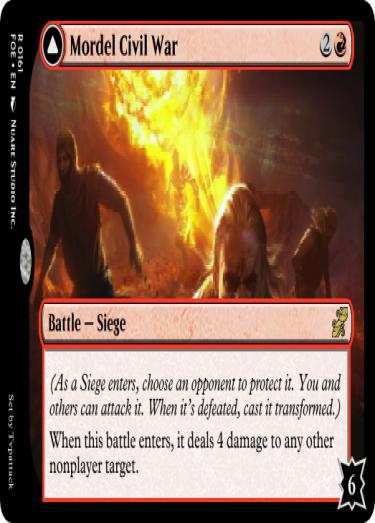 Mordel Civil War
2
Battle – Siege
(As a Siege enters, choose an opponent to protect it. You and
others can attack it. When it's defeated, cast it transformed.)
When this battle enters, it deals 4 damage to any other
nonplayer target.
6
R 0161
FOE • EN NUARE STUDIO INC.
Set by Tvpattack